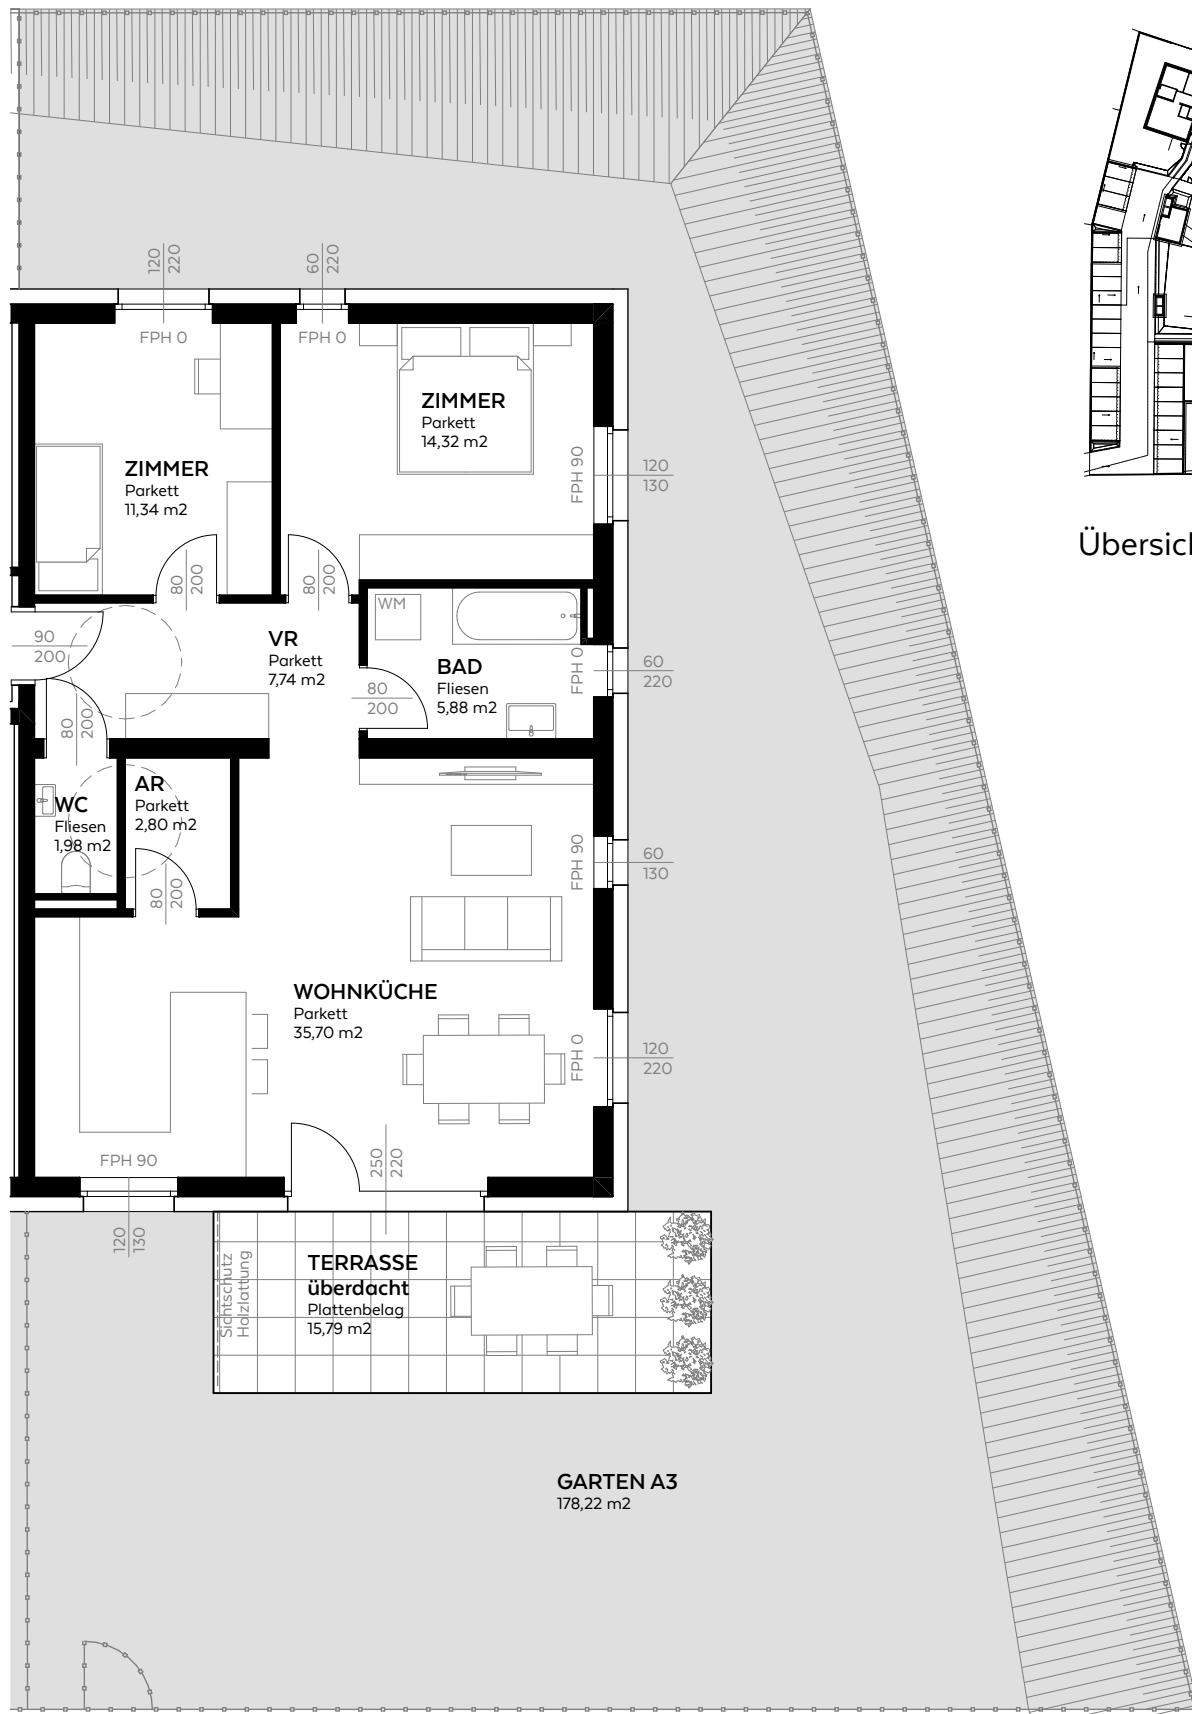 120
220
60
220
FPH 0
FPH 0
ZIMMER
Parkett
14,32 m2
ZIMMER
Parkett
11,34 m2
FPH 90
120
130
80
200
80
200
90
200
VR
Parkett
7,74 m2
WM
BAD
Fliesen
5,88 m2
FPH 0
60
220
80
200
80
200
AR
Parkett
2,80 m2
WC
Fliesen
1,98 m2
80
200
FPH 90
60
130
WOHNKÜCHE
Parkett
35,70 m2
FPH 0
120
220
FPH 90
250
220
120
130
Sichtschutz
Holzlattung
TERRASSE
überdacht
Plattenbelag
15,79 m2
GARTEN A3
178,22 m2
Übersich